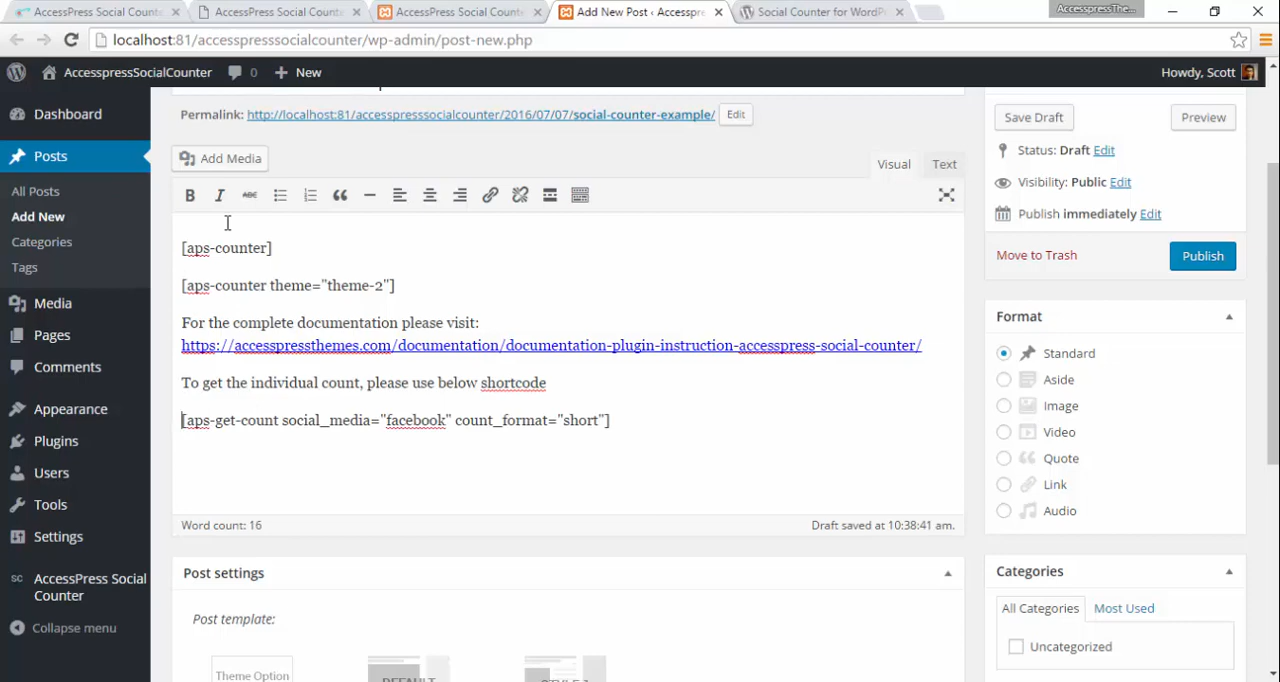 AccessPress Social Count
AccessPress Social Count
AccessPress Social Count
Add New Post ‹ Accesspre
Social Counter for WordP
AccesspressThe...
localhost:81/accesspresssocialcounter/wp-admin/post-new.php
AccesspressSocialCounter
0
New
Howdy, Scott
Dashboard
Posts
All Posts
Add New
Categories
Tags
Media
Pages
Comments
Appearance
Plugins
Users
Tools
Settings
SC
AccessPress Social
Counter
Collapse menu
Permalink: http://localhost:81/accesspresssocialcounter/2016/07/07/social-counter-example/
Edit
Add Media
Visual
Text
B
I
ABC
[aps-counter]
[aps-counter theme="theme-2"]
For the complete documentation please visit:
https://accesspressthemes.com/documentation/documentation-plugin-instruction-accesspress-social-counter/
To get the individual count, please use below shortcode
[aps-get-count social_media="facebook" count_format="short"]
Word count: 16
Draft saved at 10:38:41 am.
Post settings
Post template:
Theme Option
DEFAULT
Save Draft
Preview
Status: Draft Edit
Visibility: Public Edit
Publish immediately Edit
Move to Trash
Publish
Format
Standard
Aside
Image
Video
Quote
Link
Audio
Categories
All Categories
Most Used
Uncategorized